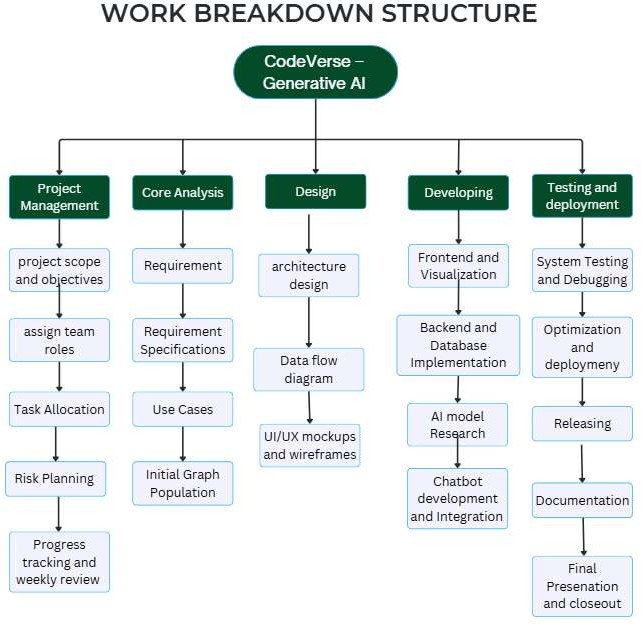 WORK BREAKDOWN STRUCTURE
CodeVerse –
Generative AI
Project
Management
project scope
and objectives
assign team
roles
Task Allocation
Risk Planning
Progress
tracking and
weekly review
Core Analysis
Requirement
Requirement
Specifications
Use Cases
Initial Graph
Population
Design
architecture
design
Data flow
diagram
UI/UX mockups
and wireframes
Developing
Frontend and
Visualization
Backend and
Database
Implementation
AI model
Research
Chatbot
development
and Integration
Testing and
deployment
System Testing
and Debugging
Optimization
and
deploymeny
Releasing
Documentation
Final
Presenation
and closeout